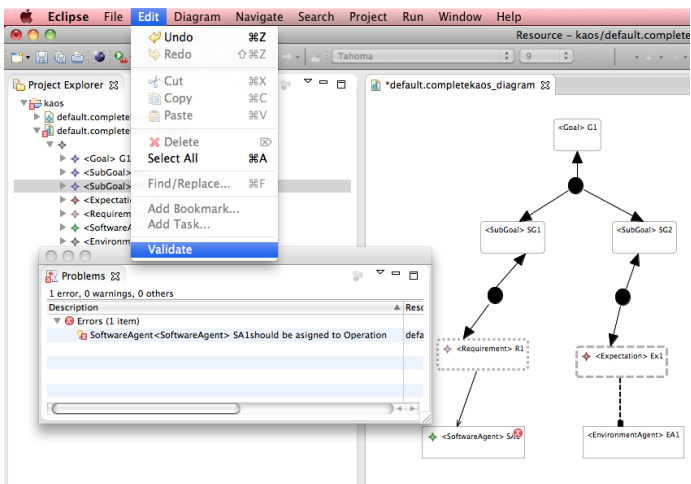 Eclipse File Edit Diagram Navigate Search Project Run Window Help
Resource – kaos/default.complete
Undo ⌘Z
Redo ⇧⌘Z
Cut ⌘X
Copy ⌘C
Paste ⌘V
Delete ⌦
Select All ⌘A
Find/Replace... ⌘F
Add Bookmark...
Add Task...
Validate
Tahoma 9
Project Explorer
kaos
default.complete
default.complete
<Goal> G1
<SubGoal>
<SubGoal>
<Expectati
<Requirem
<SoftwareA
<Environm
*default.completekaos_diagram
<Goal> G1
<SubGoal> SG1
<SubGoal> SG2
<Requirement> R1
<Expectation> Ex1
<SoftwareAgent>
<EnvironmentAgent> EA1
Problems
1 error, 0 warnings, 0 others
Description Resc
Errors (1 item)
SoftwareAgent<SoftwareAgent> SA1should be asigned to Operation defa